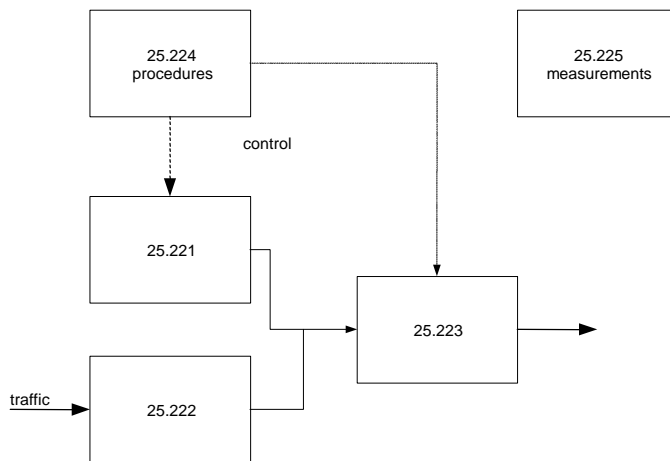 25.224
procedures
25.225
measurements
control
25.221
25.223
traffic
25.222